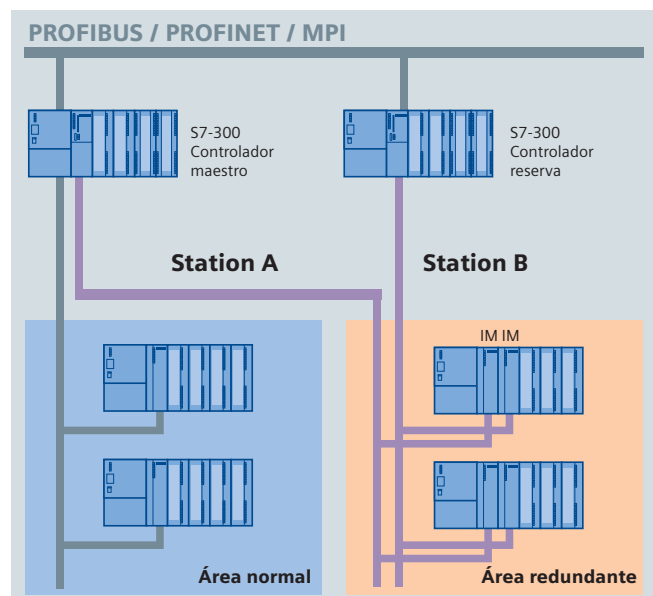 PROFIBUS / PROFINET / MPI
S7-300
Controlador
maestro
S7-300
Controlador
reserva
Station A
Station B
IM IM
Área normal
Área redundante